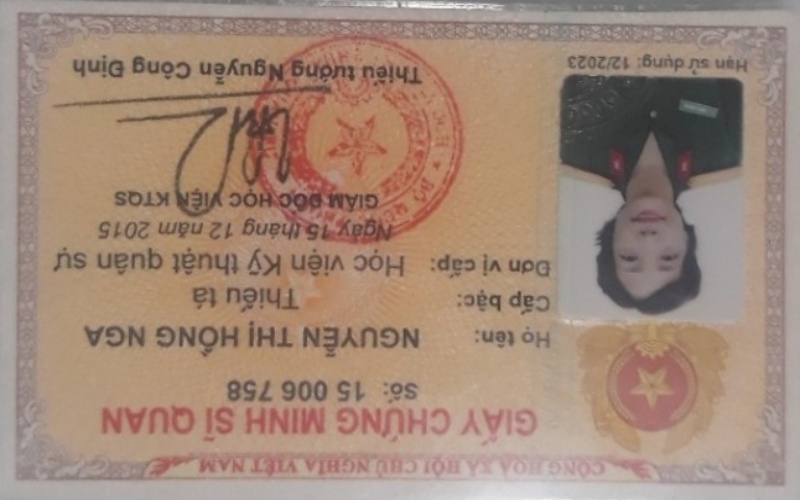 CỘNG HÒA XÃ HỘI CHỦ NGHĨA VIỆT NAM
GIẤY CHỨNG MINH SĨ QUAN
Số: 15 006 758
Họ tên: NGUYỄN THỊ HỒNG NGA
Cấp bậc: Thiếu tá
Đơn vị cấp: Học viện Kỹ thuật quân sự
Ngày 15 tháng 12 năm 2015
GIÁM ĐỐC HỌC VIỆN KTQS
Thiếu tướng Nguyễn Công Định
Hạn sử dụng: 12/2023